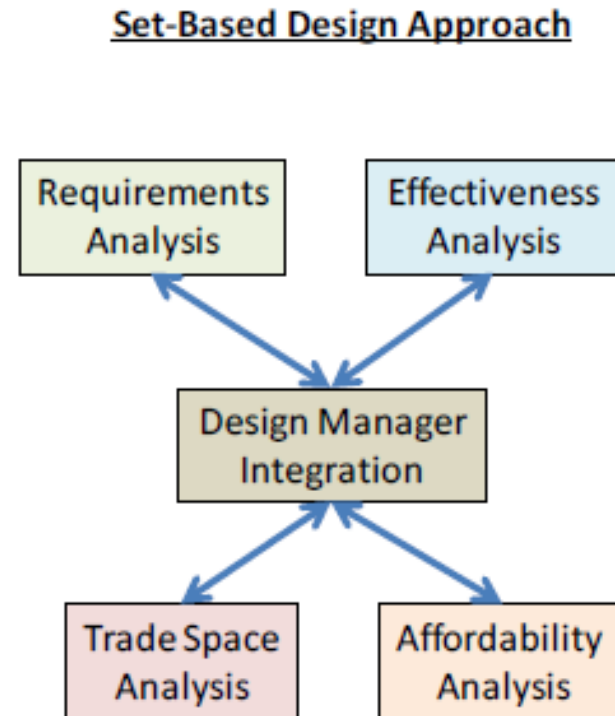 Set-Based Design Approach
Requirements
Analysis
Effectiveness
Analysis
Design Manager
Integration
Trade Space
Analysis
Affordability
Analysis